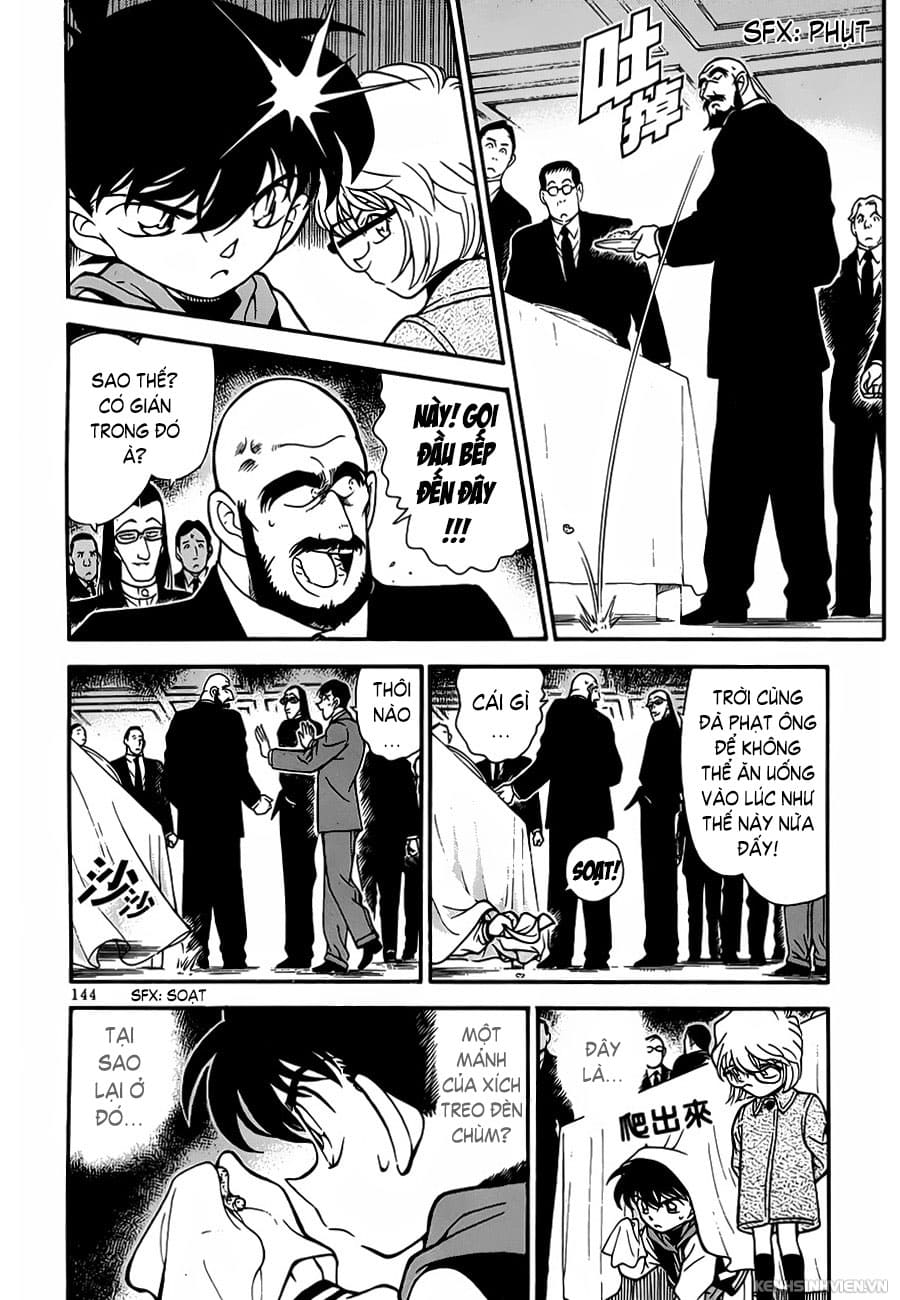 SFX: PHỤT
吐
掉
NÀY! GỌI
ĐẦU BẾP
ĐẾN ĐÂY
!!!
SAO THẾ?
CÓ GIÁN
TRONG ĐÓ
À?
TRỜI CŨNG
ĐÃ PHẠT ÔNG
ĐỂ KHÔNG
THỂ ĂN UỐNG
VÀO LÚC NHƯ
THẾ NÀY NỮA
ĐẤY!
CÁI GÌ
...
SOẠT!
THÔI
NÀO
...
沙沙
144
SFX: SOẠT
ĐÂY
LÀ...
爬出來
MỘT
MẢNH
CỦA XÍCH
TREO ĐÈN
CHÙM?
TẠI
SAO
LẠI Ở
ĐÓ...
KENHSINHVIEN.VN